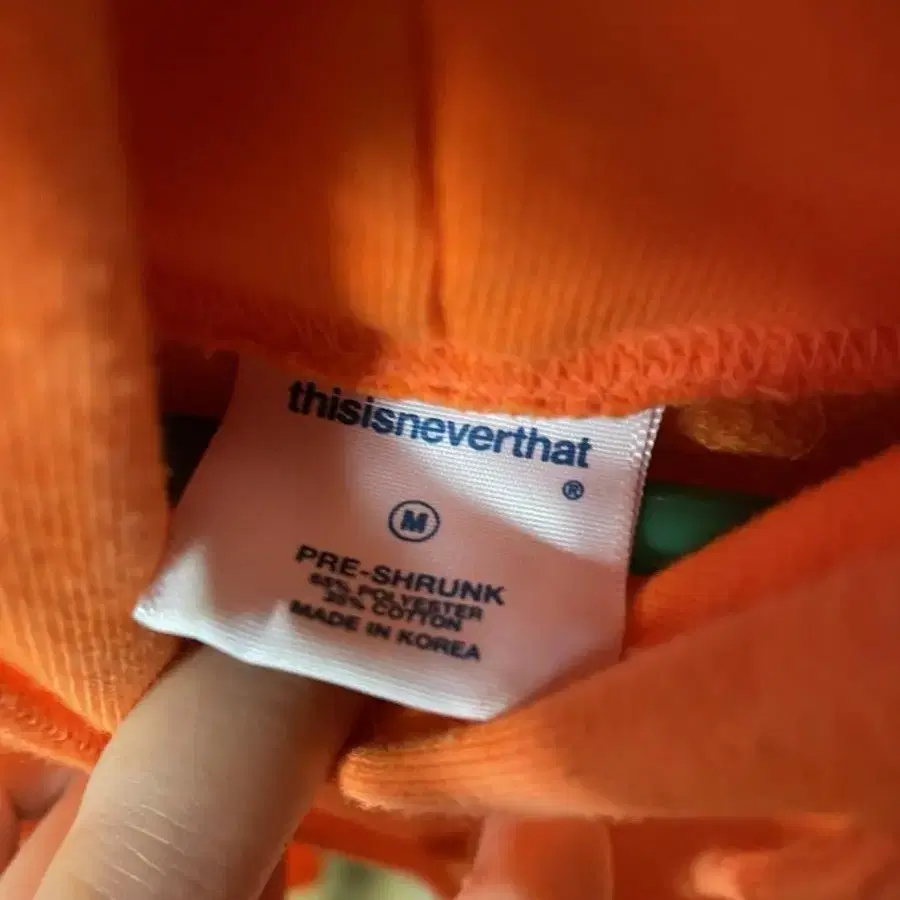 thisisneverthat
®
M
PRE-SHRUNK
POLYESTER
COTTON
MADE IN KOREA